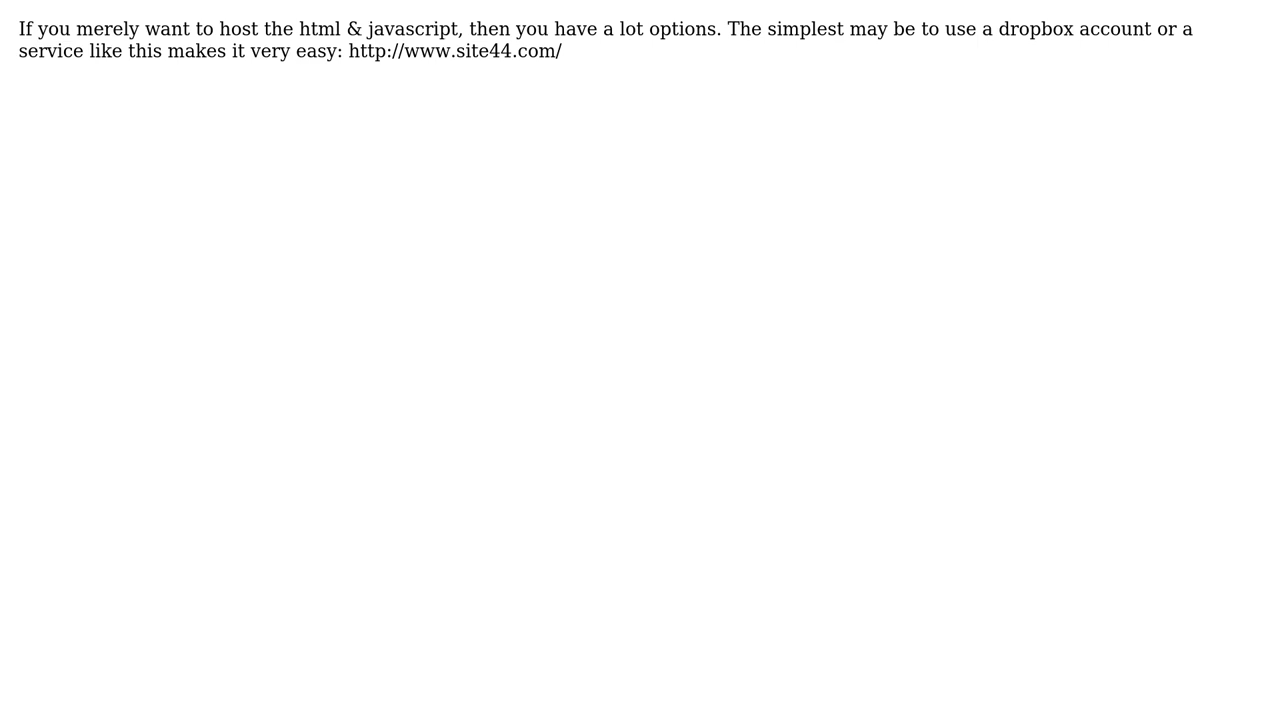 If you merely want to host the html & javascript, then you have a lot options. The simplest may be to use a dropbox account or a
service like this makes it very easy: http://www.site44.com/